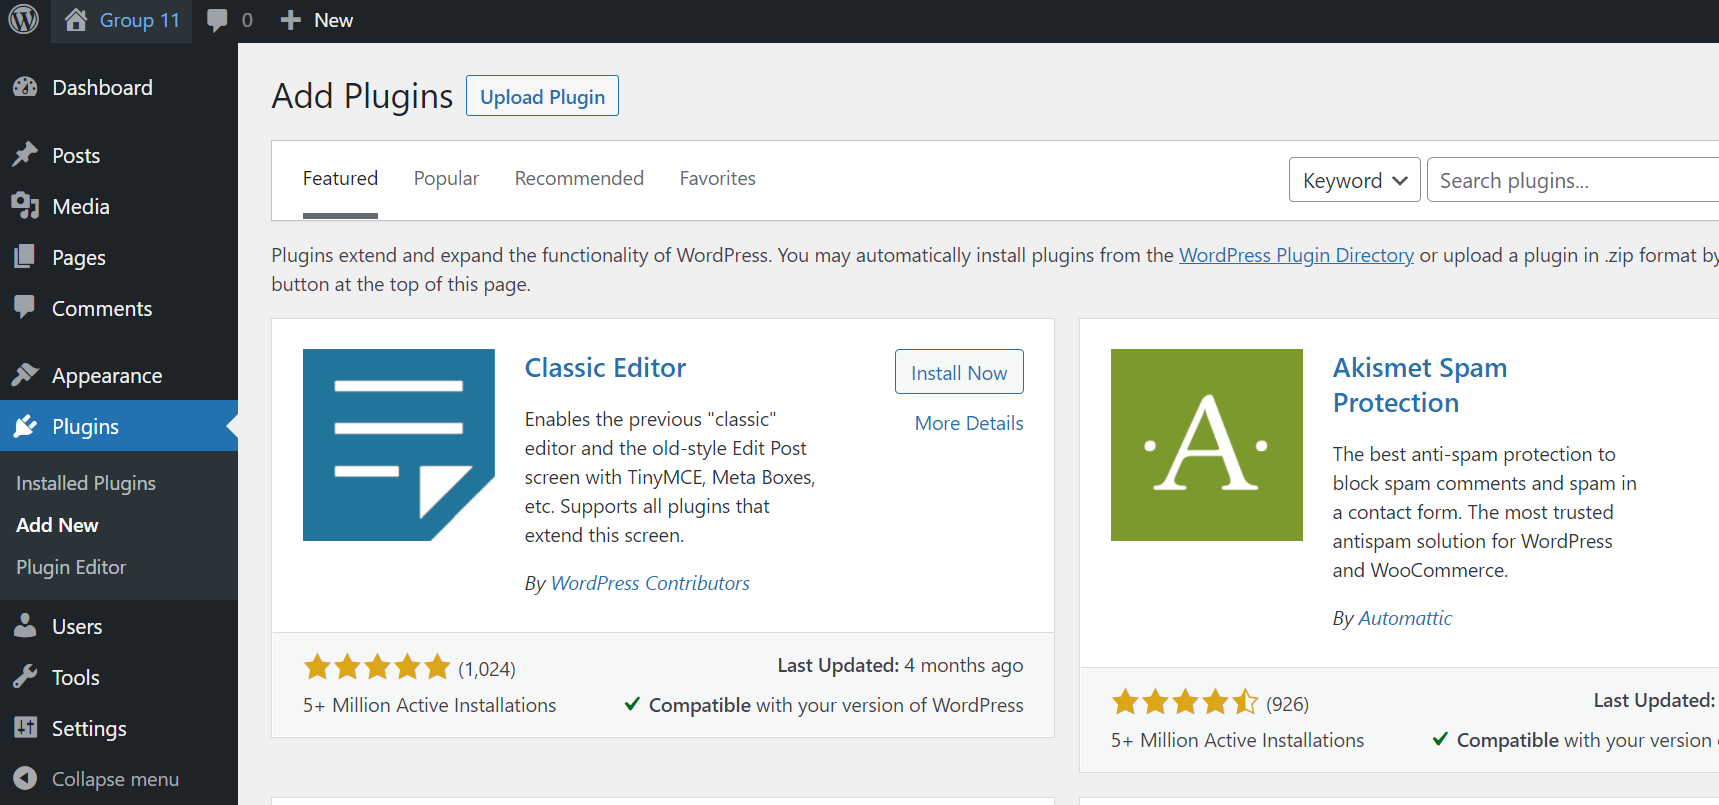 Group 11
0
New
Dashboard
Posts
Media
Pages
Comments
Appearance
Plugins
Installed Plugins
Add New
Plugin Editor
Users
Tools
Settings
Collapse menu
Add Plugins
Upload Plugin
Featured
Popular
Recommended
Favorites
Keyword
Search plugins...
Plugins extend and expand the functionality of WordPress. You may automatically install plugins from the WordPress Plugin Directory or upload a plugin in .zip format by
button at the top of this page.
Classic Editor
Install Now
More Details
Enables the previous "classic"
editor and the old-style Edit Post
screen with TinyMCE, Meta Boxes,
etc. Supports all plugins that
extend this screen.
By WordPress Contributors
(1,024)
Last Updated: 4 months ago
5+ Million Active Installations
Compatible with your version of WordPress
A
Akismet Spam
Protection
The best anti-spam protection to
block spam comments and spam in
a contact form. The most trusted
antispam solution for WordPress
and WooCommerce.
By Automattic
(926)
Last Updated:
5+ Million Active Installations
Compatible with your version